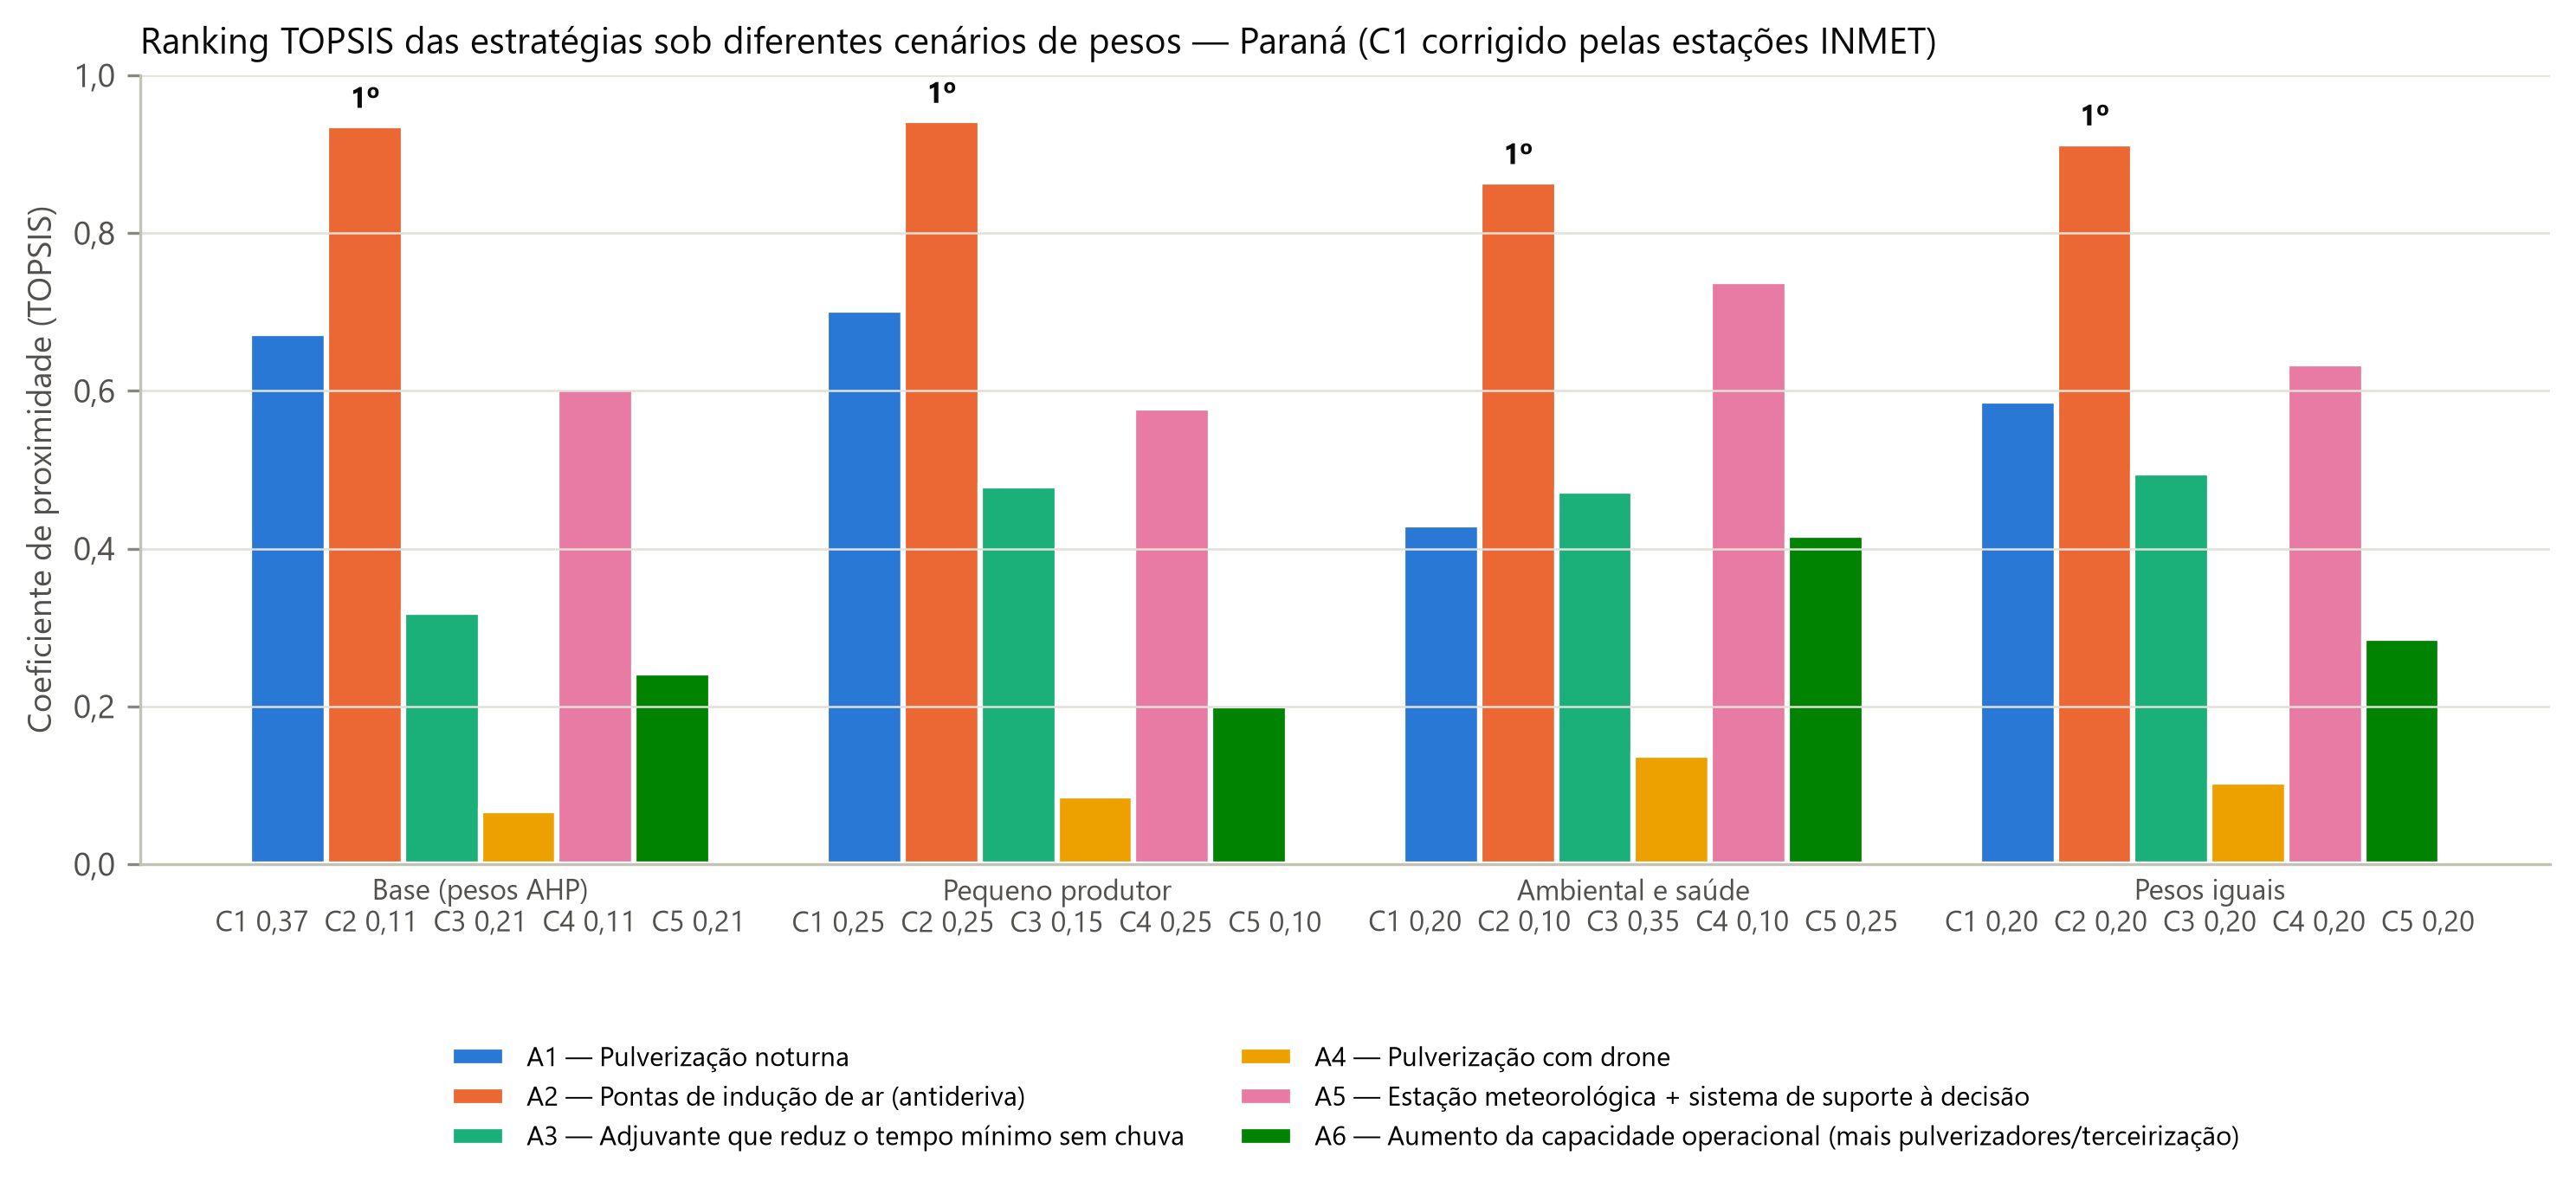 Ranking TOPSIS das estratégias sob diferentes cenários de pesos — Paraná (C1 corrigido pelas estações INMET)
Coeficiente de proximidade (TOPSIS)
1,0
0,8
0,6
0,4
0,2
0,0
1º
1º
1º
1º
Base (pesos AHP)
C1 0,37 C2 0,11 C3 0,21 C4 0,11 C5 0,21
Pequeno produtor
C1 0,25 C2 0,25 C3 0,15 C4 0,25 C5 0,10
Ambiental e saúde
C1 0,20 C2 0,10 C3 0,35 C4 0,10 C5 0,25
Pesos iguais
C1 0,20 C2 0,20 C3 0,20 C4 0,20 C5 0,20
A1 — Pulverização noturna
A2 — Pontas de indução de ar (antideriva)
A3 — Adjuvante que reduz o tempo mínimo sem chuva
A4 — Pulverização com drone
A5 — Estação meteorológica + sistema de suporte à decisão
A6 — Aumento da capacidade operacional (mais pulverizadores/terceirização)